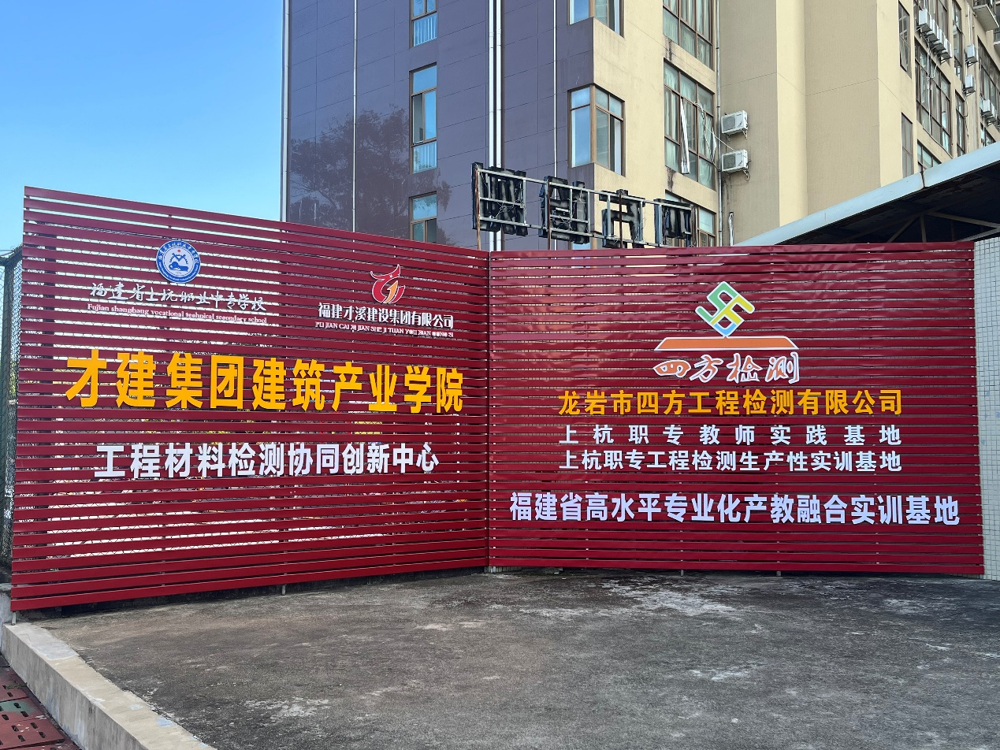 福建省上杭职业中专学校
Fujian shanghang vocational technical secondary school
福建才溪建设集团有限公司
FU JIAN CAI XI JIAN SHE JI TUAN YOU XIAN GONG SI
才建集团建筑产业学院
工程材料检测协同创新中心
四方检测
龙岩市四方工程检测有限公司
上杭职专教师实践基地
上杭职专工程检测生产性实训基地
福建省高水平专业化产教融合实训基地